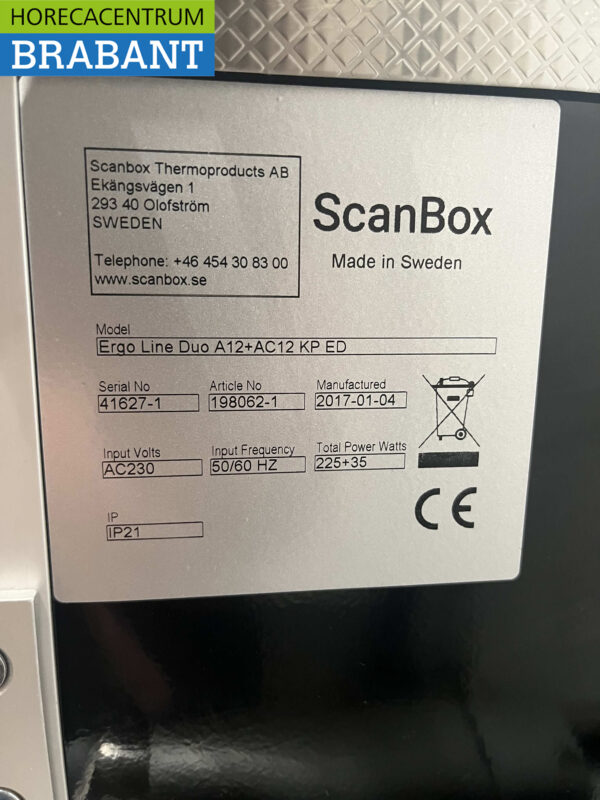 HORECACENTRUM
BRABANT
Scanbox Thermoproducts AB
Ekängsvägen 1
293 40 Olofström
SWEDEN
Telephone: +46 454 30 83 00
www.scanbox.se
ScanBox
Made in Sweden
Model
Ergo Line Duo A12+AC12 KP ED
Serial No Article No Manufactured
41627-1 198062-1 2017-01-04
Input Volts Input Frequency Total Power Watts
AC230 50/60 HZ 225+35
CE
IP
IP21